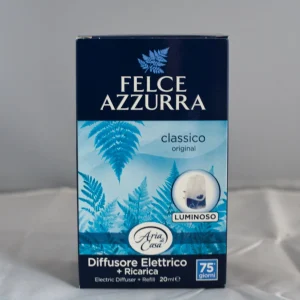 FELCE
AZZURRA
classico
original
LUMINOSO
Aria
di
Casa
Diffusore Elettrico
+ Ricarica
Electric Diffuser + Refill 20ml e
75
giorni